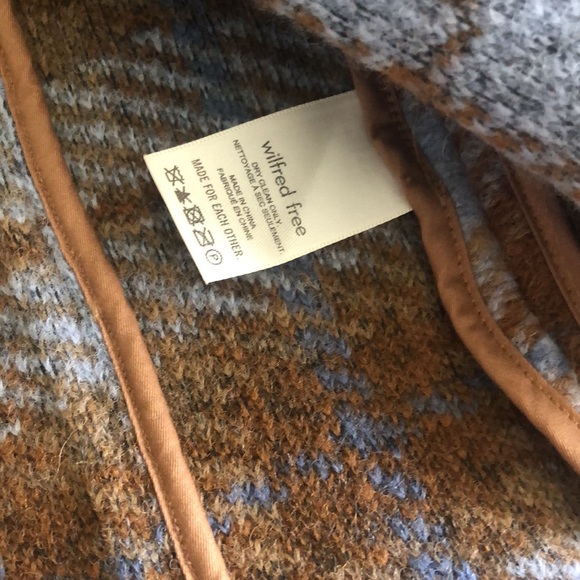 wilfred free
DRY CLEAN ONLY
NETTOYAGE À SEC SEULEMENT.
MADE IN CHINA
FABRIQUÉ EN CHINE
MADE FOR EACH OTHER
P